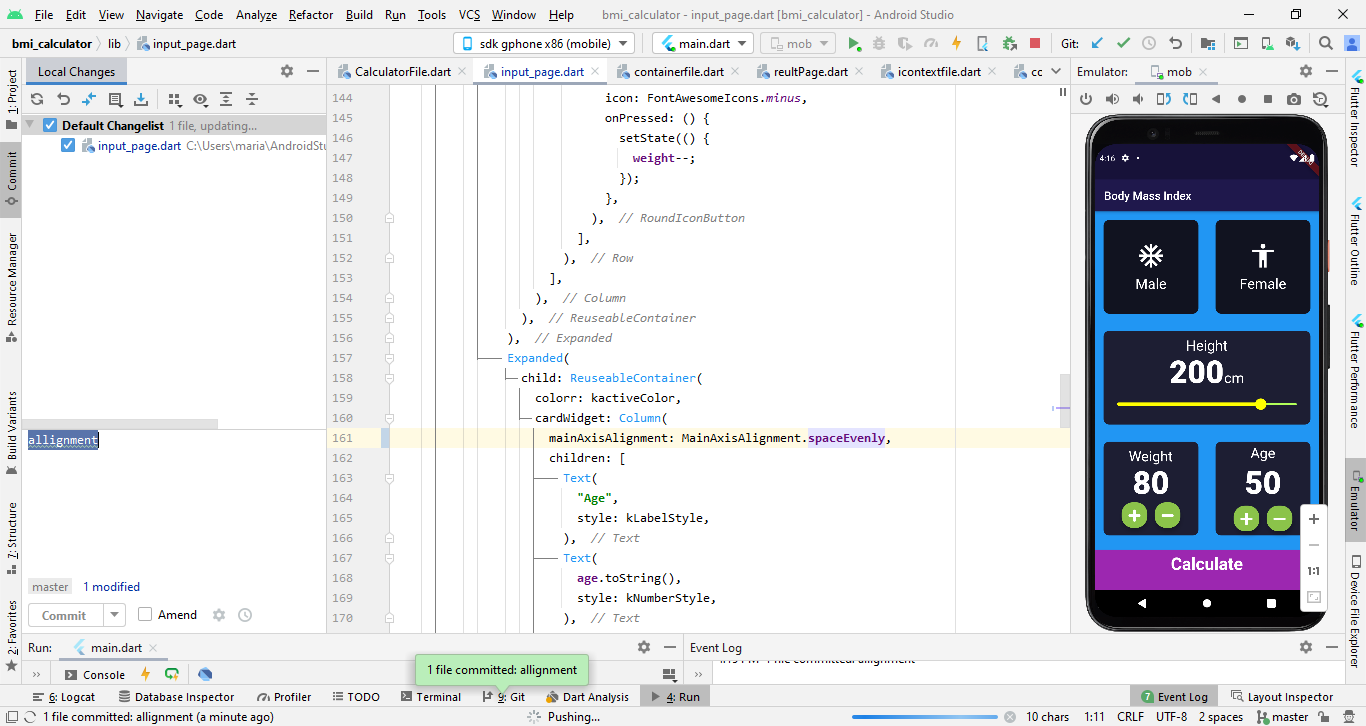 File Edit View Navigate Code Analyze Refactor Build Run Tools VCS Window Help bmi_calculator - input_page.dart [bmi_calculator] - Android Studio
bmi_calculator lib input_page.dart sdk gphone x86 (mobile) main.dart mob Git:
1: Project
Commit
Resource Manager
Build Variants
7: Structure
2: Favorites
Local Changes
Default Changelist 1 file, updating...
input_page.dart C:\Users\maria\AndroidStu
allignment
master 1 modified
Commit Amend
CalculatorFile.dart input_page.dart containerfile.dart reultPage.dart icontextfile.dart cc
144 icon: FontAwesomeIcons.minus,
145 onPressed: () {
146 setState(() {
147 weight--;
148 });
149 },
150 ), // RoundIconButton
151 ],
152 ), // Row
153 ],
154 ), // Column
155 ), // ReuseableContainer
156 ), // Expanded
157 Expanded(
158 child: ReuseableContainer(
159 colorr: kactiveColor,
160 cardWidget: Column(
161 mainAxisAlignment: MainAxisAlignment.spaceEvenly,
162 children: [
163 Text(
164 "Age",
165 style: kLabelStyle,
166 ), // Text
167 Text(
168 age.toString(),
169 style: kNumberStyle,
170 ), // Text
Emulator: mob
4:16
Body Mass Index
Male Female
Height
200cm
Weight Age
80 50
Calculate
1:1
Flutter Inspector
Flutter Outline
Flutter Performance
Emulator
Device File Explorer
Run: main.dart
Console
Event Log
1 file committed: allignment
6: Logcat Database Inspector Profiler TODO Terminal 9: Git Dart Analysis 4: Run 7 Event Log Layout Inspector
1 file committed: allignment (a minute ago) Pushing... 10 chars 1:11 CRLF UTF-8 2 spaces master